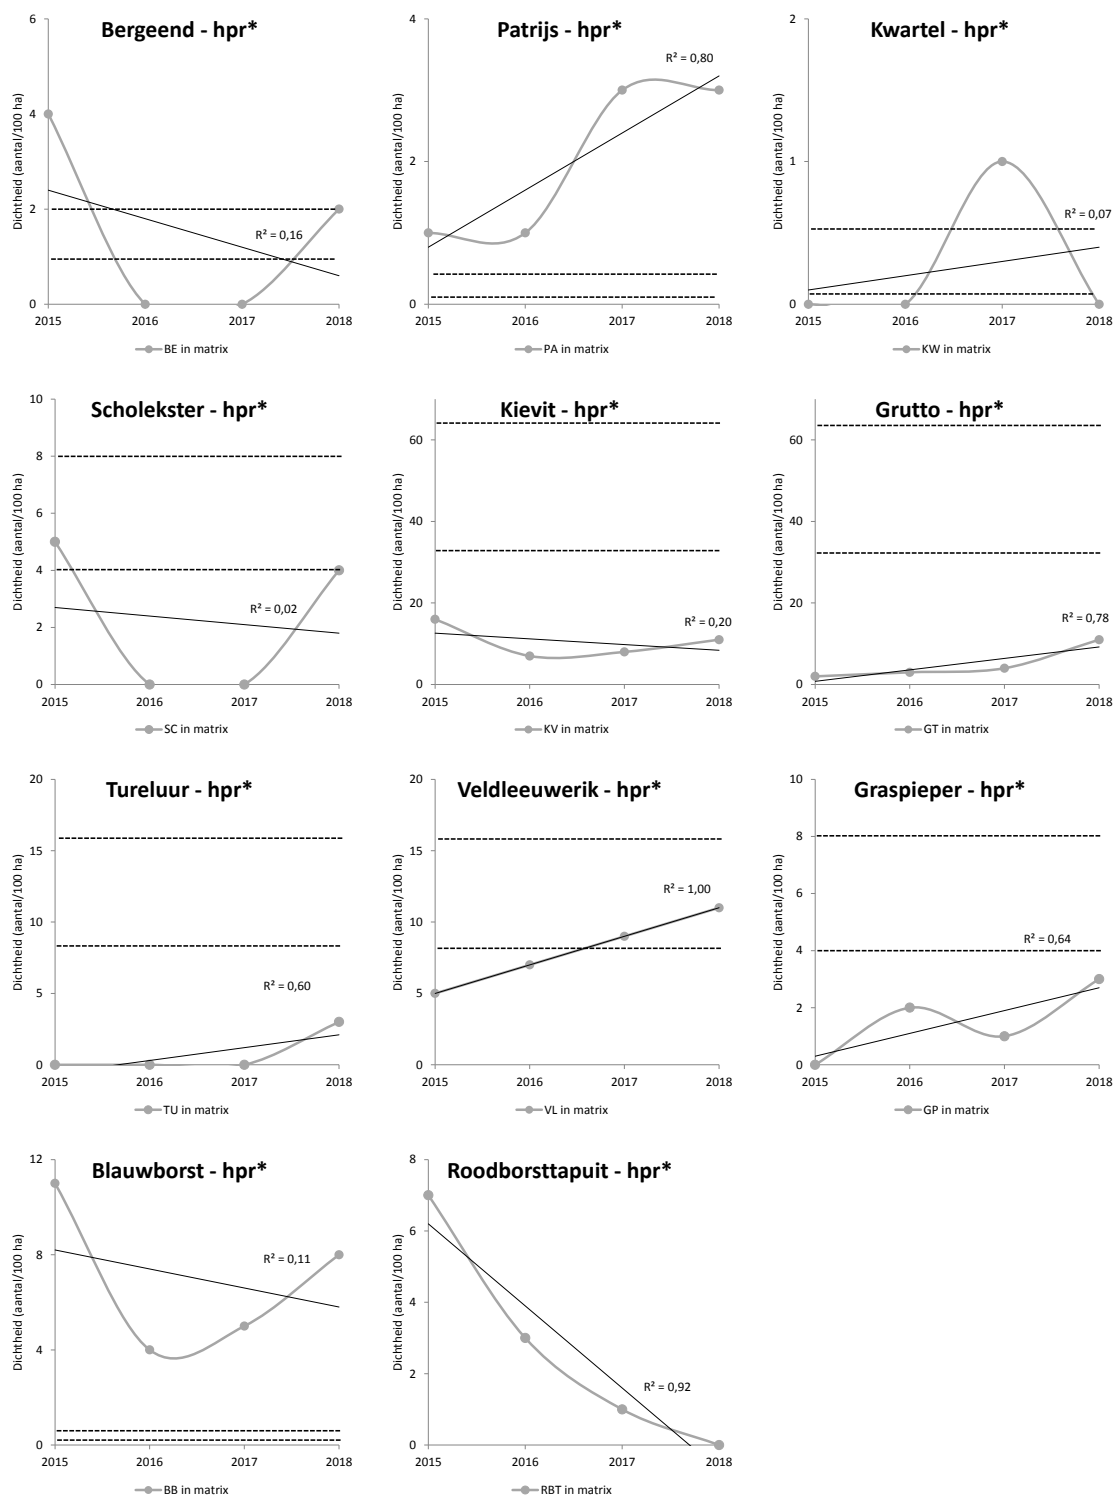 Bergeend - hpr*
Dichtheid (aantal/100 ha)
6
4
2
0
R² = 0,16
2015 2016 2017 2018
BE in matrix
Patrijs - hpr*
Dichtheid (aantal/100 ha)
4
2
0
R² = 0,80
2015 2016 2017 2018
PA in matrix
Kwartel - hpr*
Dichtheid (aantal/100 ha)
2
1
0
R² = 0,07
2015 2016 2017 2018
KW in matrix
Scholekster - hpr*
Dichtheid (aantal/100 ha)
10
8
6
4
2
0
R² = 0,02
2015 2016 2017 2018
SC in matrix
Kievit - hpr*
Dichtheid (aantal/100 ha)
60
40
20
0
R² = 0,20
2015 2016 2017 2018
KV in matrix
Grutto - hpr*
Dichtheid (aantal/100 ha)
60
40
20
0
R² = 0,78
2015 2016 2017 2018
GT in matrix
Tureluur - hpr*
Dichtheid (aantal/100 ha)
20
15
10
5
0
R² = 0,60
2015 2016 2017 2018
TU in matrix
Veldleeuwerik - hpr*
Dichtheid (aantal/100 ha)
20
15
10
5
0
R² = 1,00
2015 2016 2017 2018
VL in matrix
Graspieper - hpr*
Dichtheid (aantal/100 ha)
10
8
6
4
2
0
R² = 0,64
2015 2016 2017 2018
GP in matrix
Blauwborst - hpr*
Dichtheid (aantal/100 ha)
12
8
4
0
R² = 0,11
2015 2016 2017 2018
BB in matrix
Roodborsttapuit - hpr*
Dichtheid (aantal/100 ha)
8
6
4
2
0
R² = 0,92
2015 2016 2017 2018
RBT in matrix